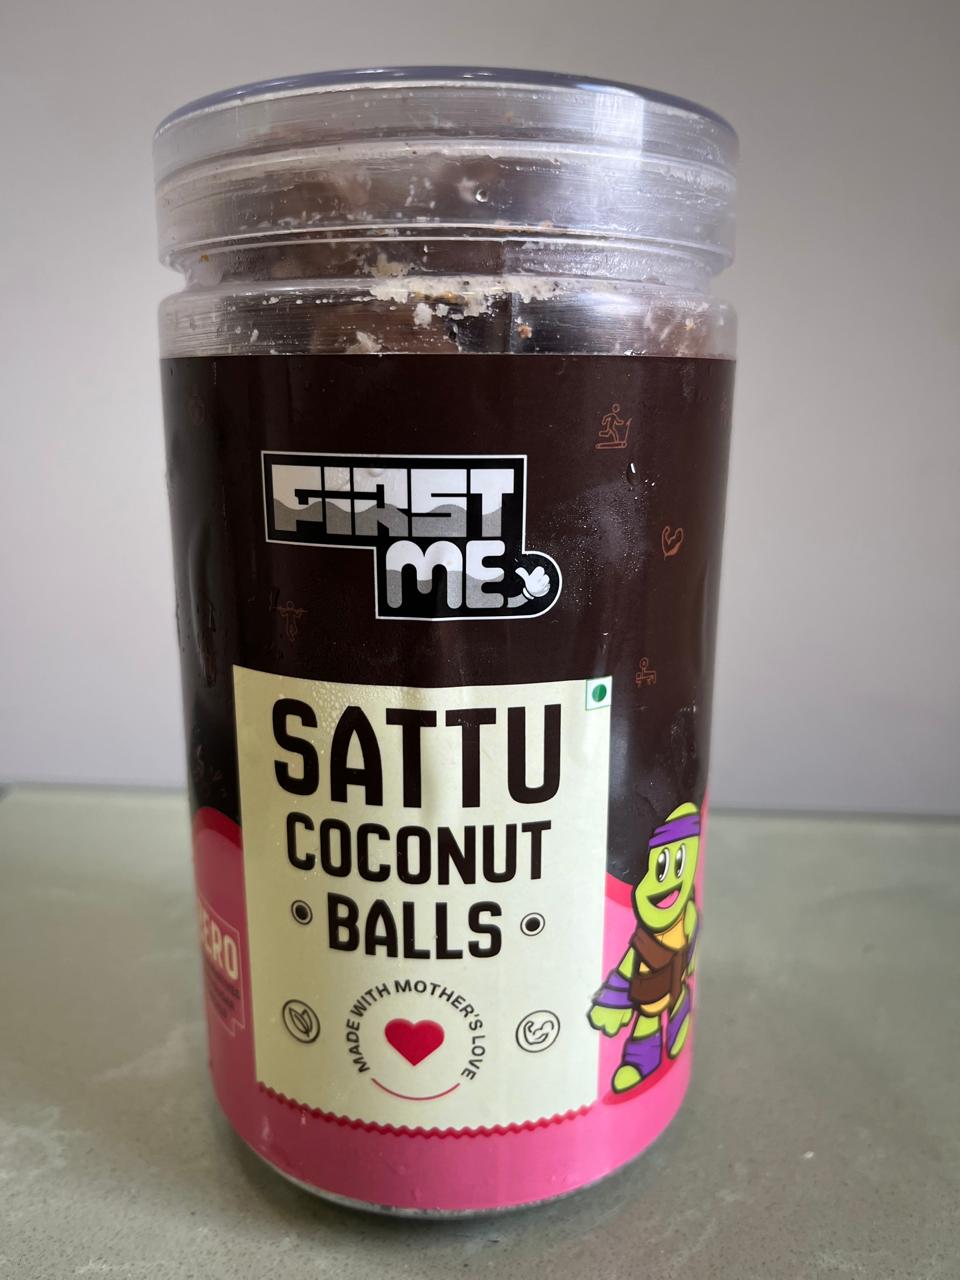 FIRST
ME
SATTU
COCONUT
BALLS
MADE WITH MOTHER'S LOVE